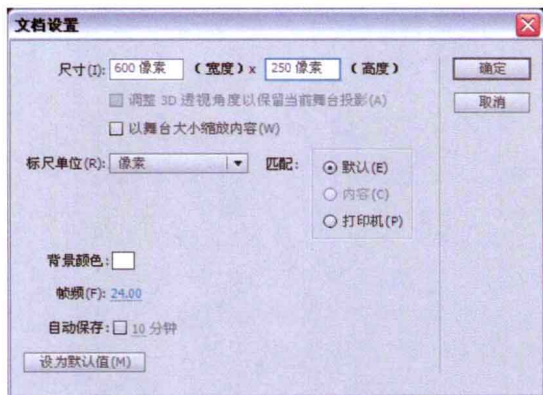 文档设置
尺寸(I): 600 像素 (宽度) x 250 像素 (高度) 确定
调整 3D 透视角度以保留当前舞台投影(A) 取消
以舞台大小缩放内容(W)
标尺单位(R): 像素 匹配: 默认(E)
内容(C)
打印机(P)
背景颜色:
帧频(F): 24.00
自动保存: 10 分钟
设为默认值(M)